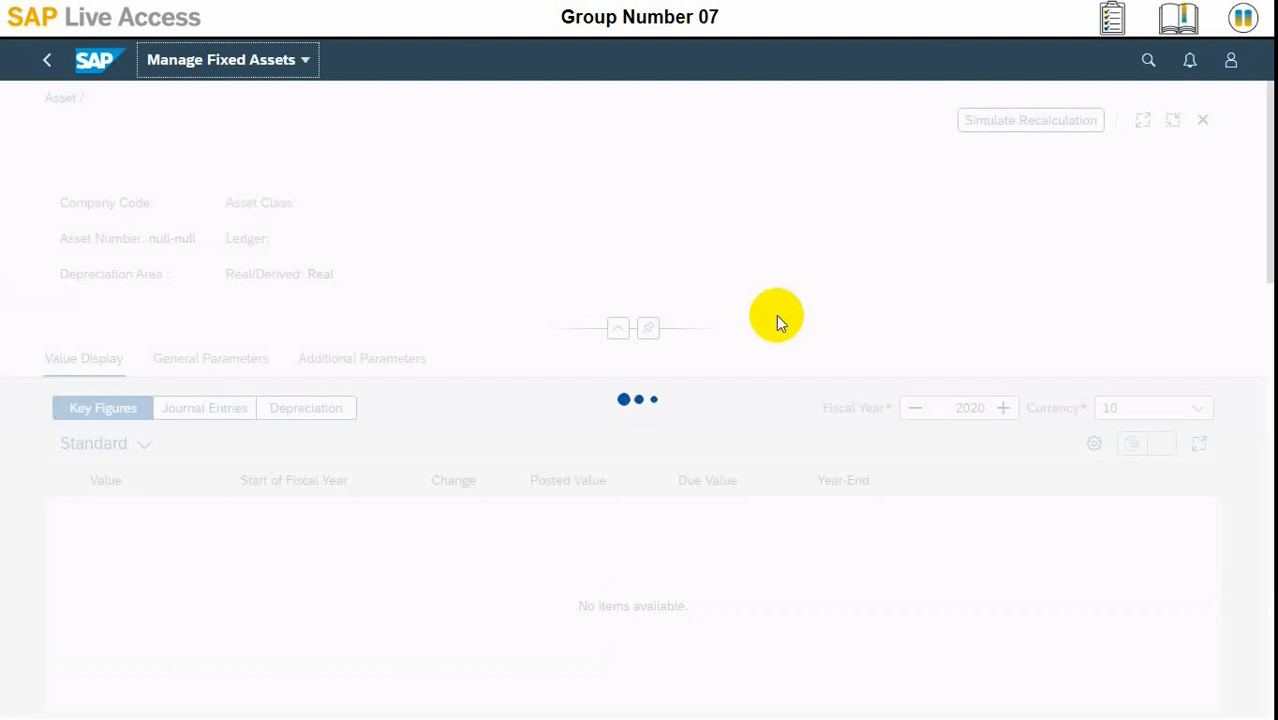 SAP Live Access
Group Number 07
SAP
Manage Fixed Assets
Asset /
Simulate Recalculation
Company Code:
Asset Class:
Asset Number: null-null
Ledger:
Depreciation Area :
Real/Derived: Real
Value Display
General Parameters
Additional Parameters
Key Figures
Journal Entries
Depreciation
Fiscal Year*
2020
Currency*
10
Standard
Value
Start of Fiscal Year
Change
Posted Value
Due Value
Year-End
No items available.